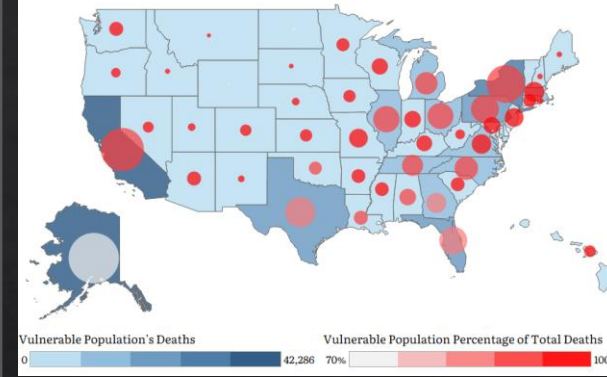 Vulnerable Population's Deaths
0 42,286
Vulnerable Population Percentage of Total Deaths
70% 100